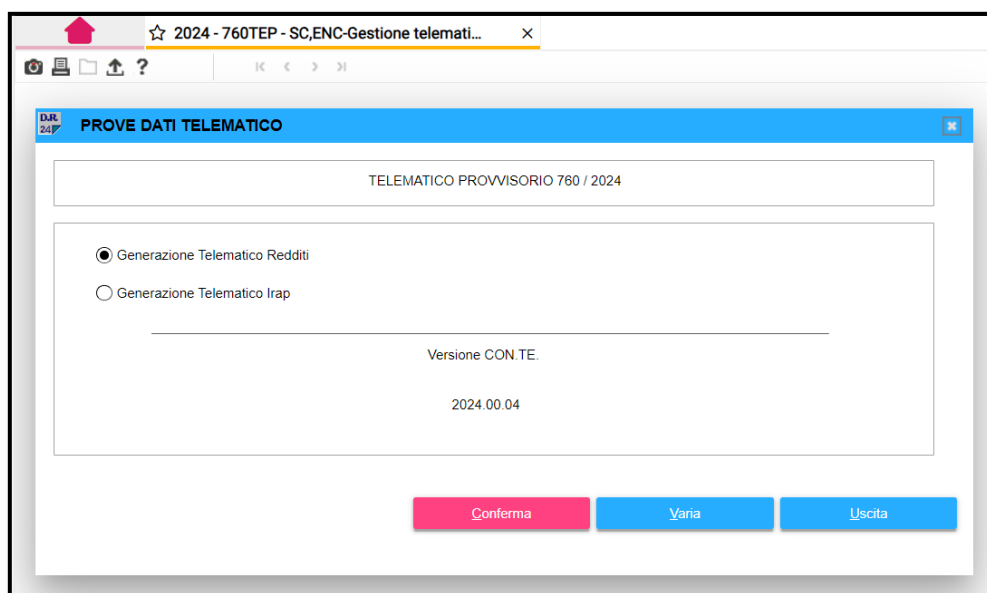 2024 - 760TEP - SC,ENC-Gestione telemati...
?
D.R.
24
PROVE DATI TELEMATICO
TELEMATICO PROVVISORIO 760 / 2024
Generazione Telematico Redditi
Generazione Telematico Irap
Versione CON.TE.
2024.00.04
Conferma Varia Uscita